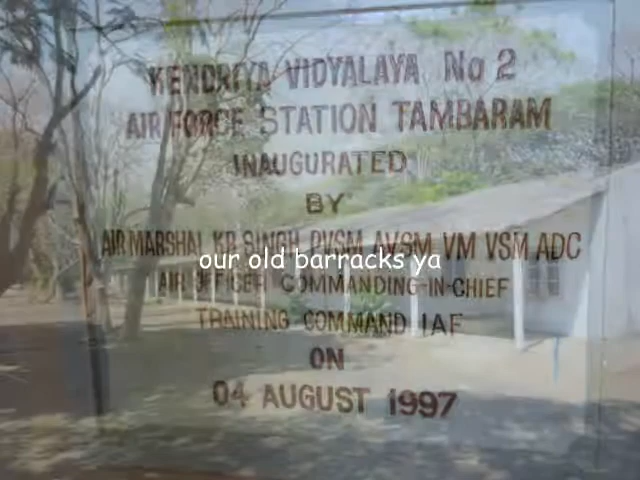 KENDRIYA VIDYALAYA No 2
AIR FORCE STATION TAMBARAM
INAUGURATED
BY
AIR MARSHAL KR SINGH PVSM AVSM VM VSM ADC
our old barracks ya
AIR OFFICER COMMANDING-IN-CHIEF
TRAINING COMMAND IAF
ON
04 AUGUST 1997